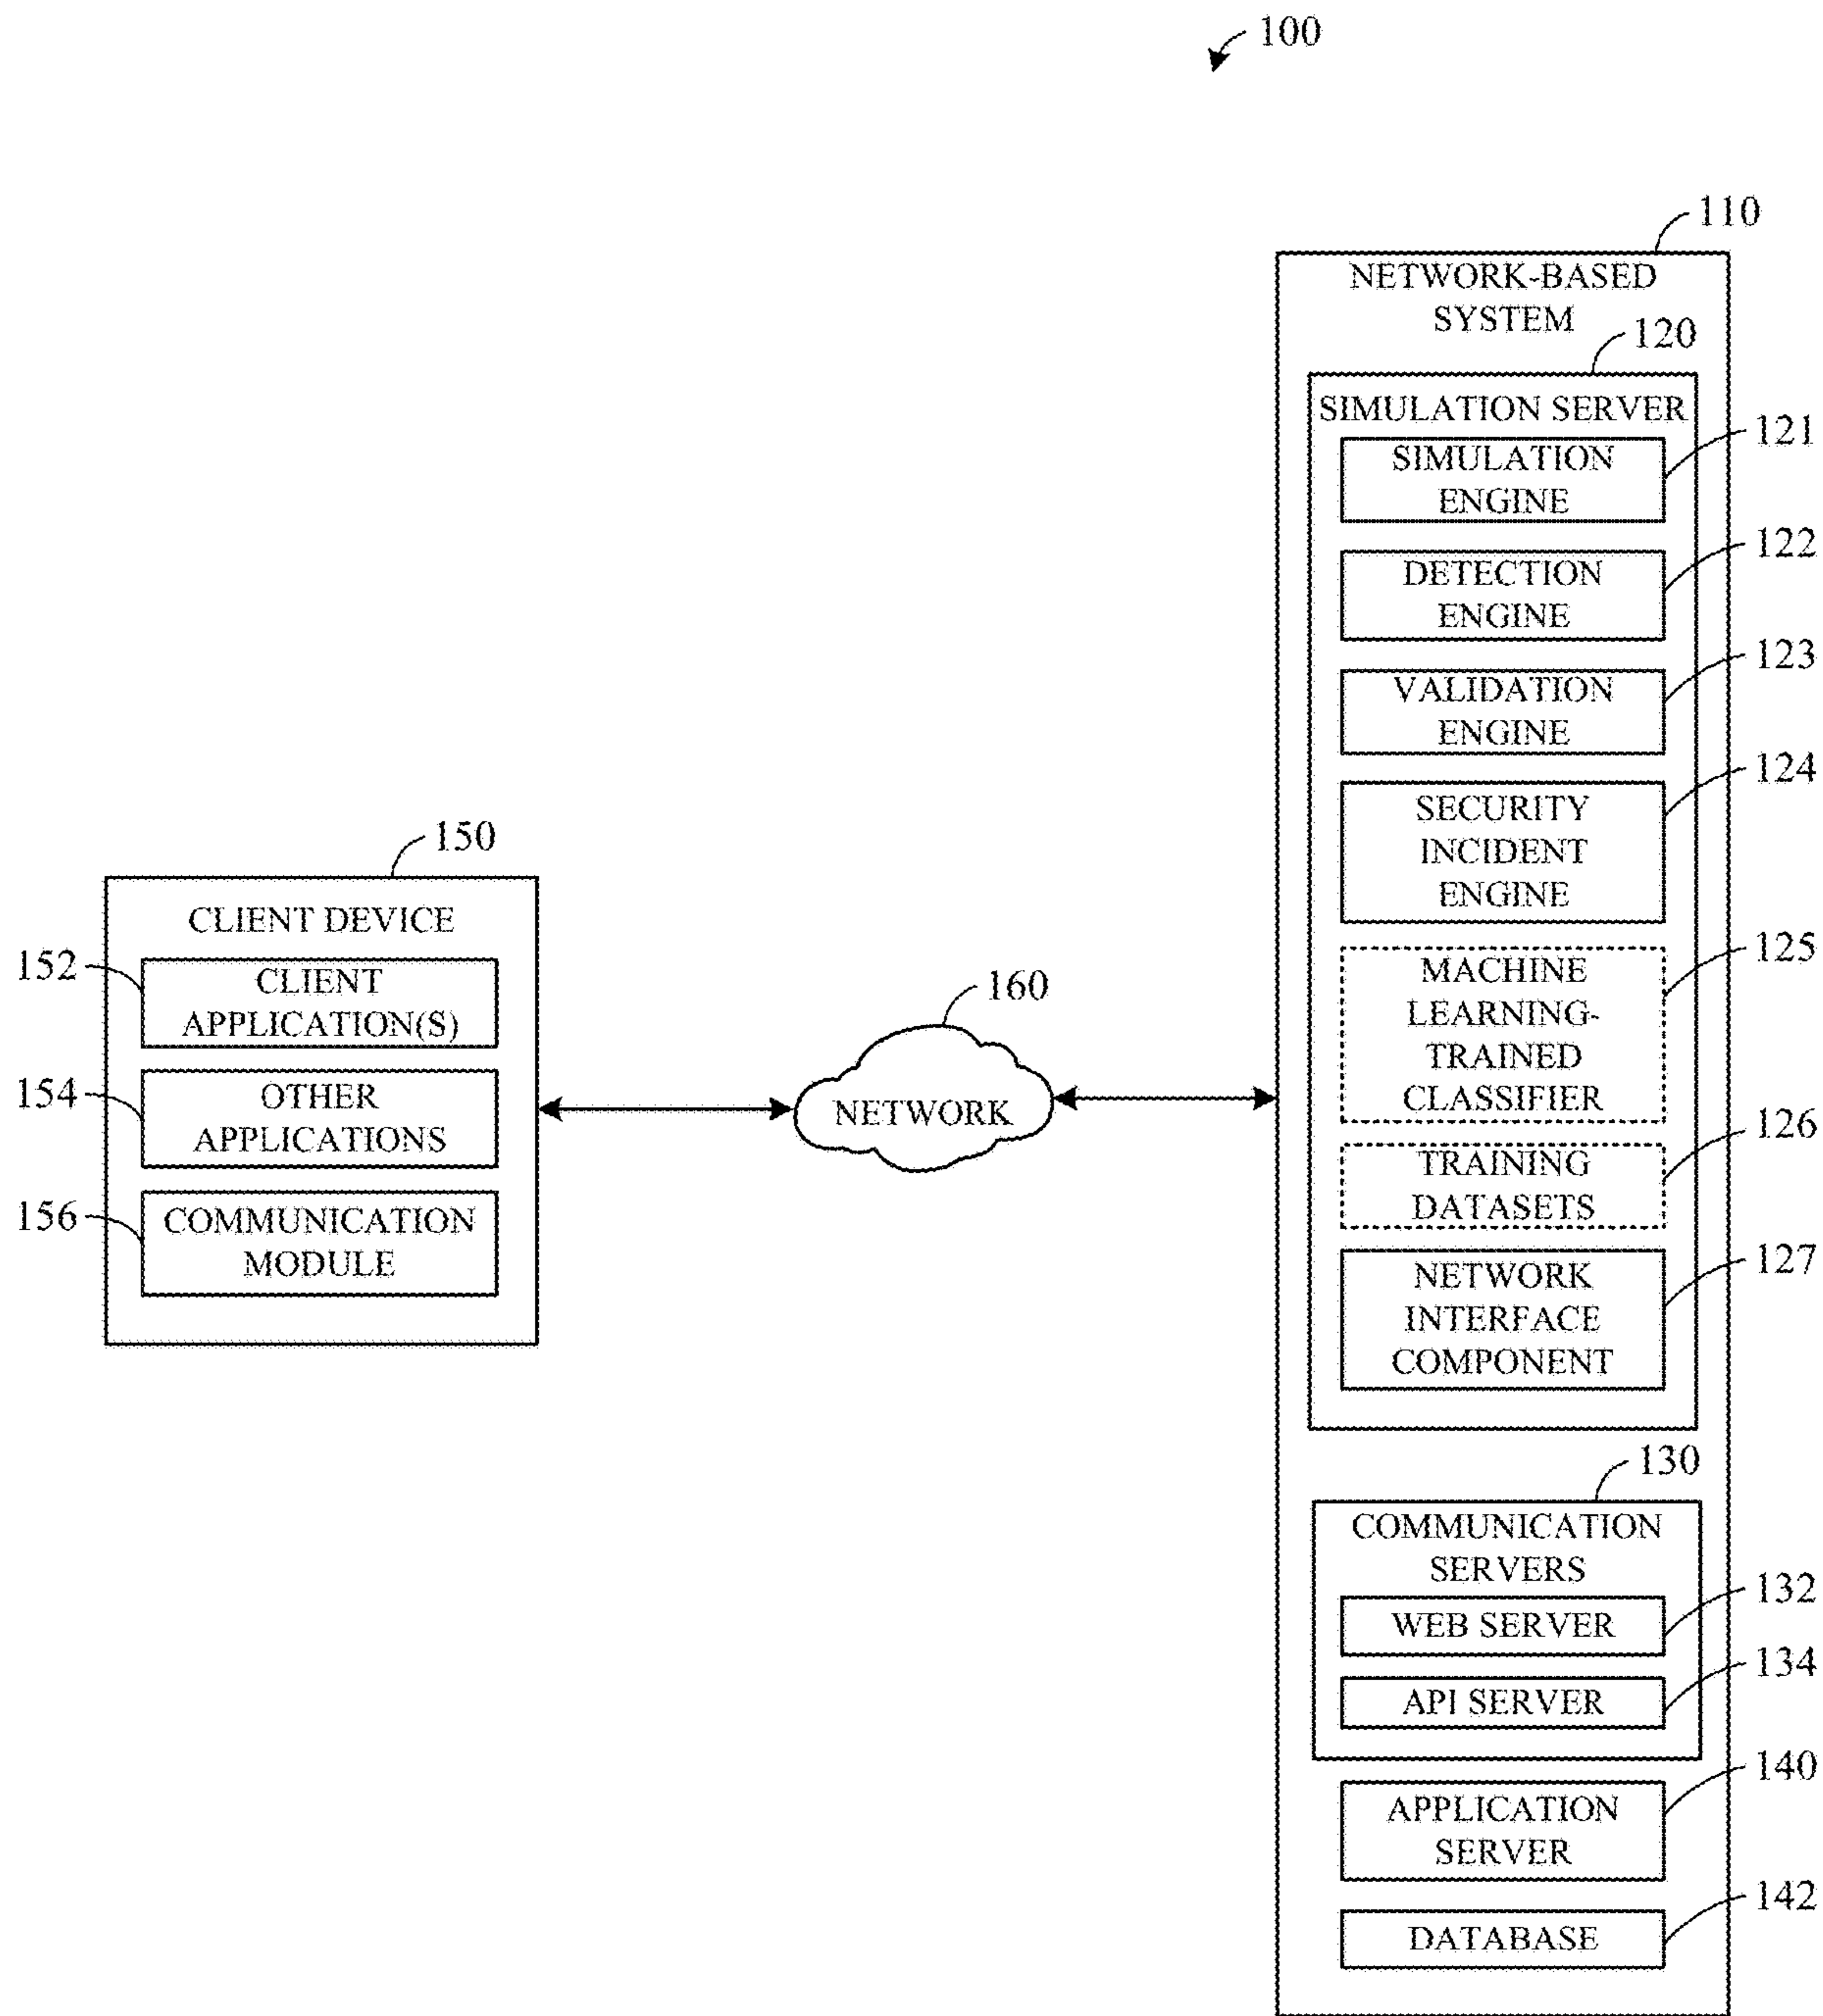 100
110
NETWORK-BASED
SYSTEM
120
SIMULATION SERVER
121
SIMULATION
ENGINE
122
DETECTION
ENGINE
123
VALIDATION
ENGINE
124
SECURITY
INCIDENT
ENGINE
125
MACHINE
LEARNING-
TRAINED
CLASSIFIER
126
TRAINING
DATASETS
127
NETWORK
INTERFACE
COMPONENT
130
COMMUNICATION
SERVERS
132
WEB SERVER
134
API SERVER
140
APPLICATION
SERVER
142
DATABASE
150
CLIENT DEVICE
152
CLIENT
APPLICATION(S)
154
OTHER
APPLICATIONS
156
COMMUNICATION
MODULE
160
NETWORK